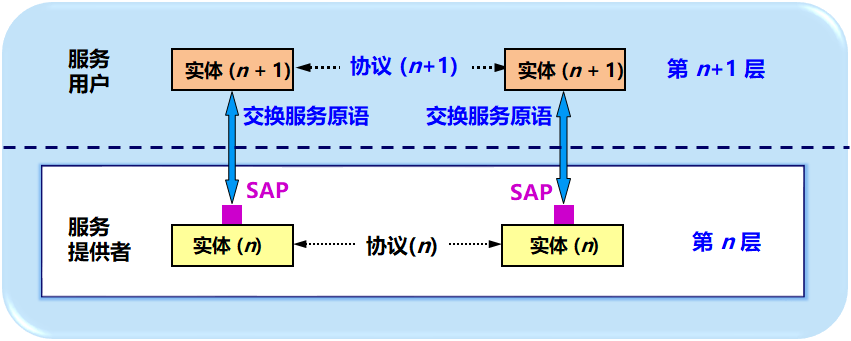 服务
用户
实体 (n + 1)
协议 (n+1)
实体 (n + 1)
第 n+1 层
交换服务原语
交换服务原语
SAP
SAP
服务
提供者
实体 (n)
协议(n)
实体 (n)
第 n 层